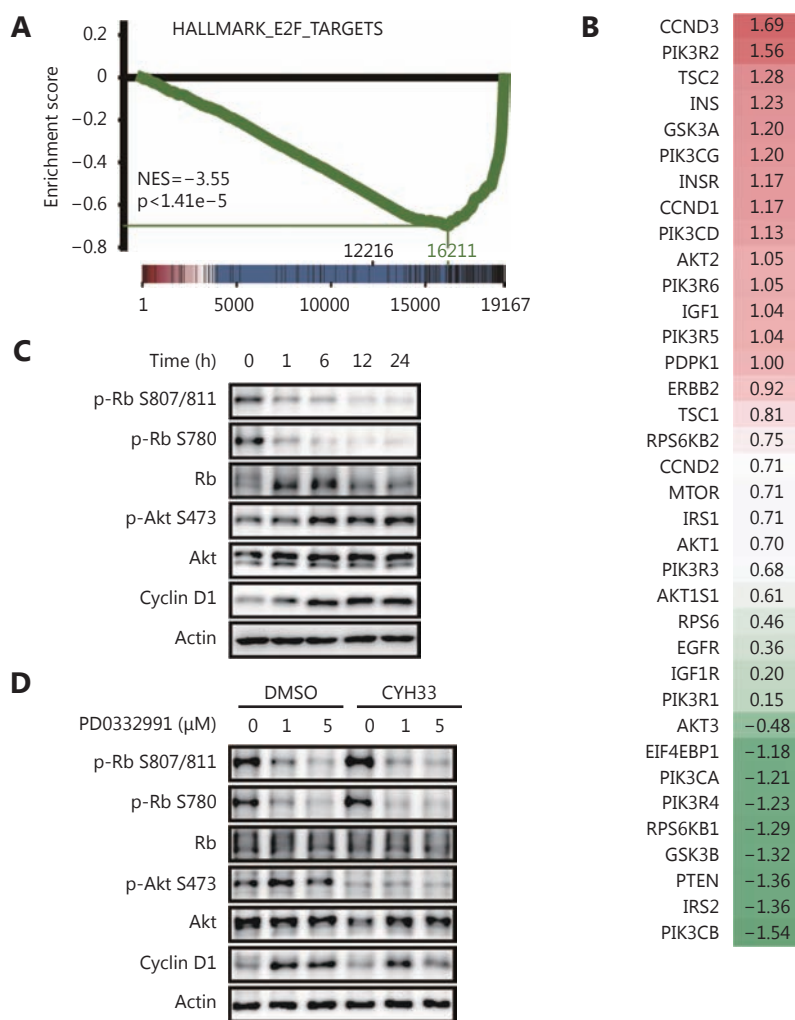 A
HALLMARK_E2F_TARGETS
0.2
0
−0.2
−0.4
−0.6
−0.8
Enrichment score
NES=−3.55
p<1.41e−5
12216
16211
1 5000 10000 15000 19167
B
CCND3 1.69
PIK3R2 1.56
TSC2 1.28
INS 1.23
GSK3A 1.20
PIK3CG 1.20
INSR 1.17
CCND1 1.17
PIK3CD 1.13
AKT2 1.05
PIK3R6 1.05
IGF1 1.04
PIK3R5 1.04
PDPK1 1.00
ERBB2 0.92
TSC1 0.81
RPS6KB2 0.75
CCND2 0.71
MTOR 0.71
IRS1 0.71
AKT1 0.70
PIK3R3 0.68
AKT1S1 0.61
RPS6 0.46
EGFR 0.36
IGF1R 0.20
PIK3R1 0.15
AKT3 −0.48
EIF4EBP1 −1.18
PIK3CA −1.21
PIK3R4 −1.23
RPS6KB1 −1.29
GSK3B −1.32
PTEN −1.36
IRS2 −1.36
PIK3CB −1.54
C
Time (h) 0 1 6 12 24
p-Rb S807/811
p-Rb S780
Rb
p-Akt S473
Akt
Cyclin D1
Actin
D
DMSO CYH33
PD0332991 (μM) 0 1 5 0 1 5
p-Rb S807/811
p-Rb S780
Rb
p-Akt S473
Akt
Cyclin D1
Actin